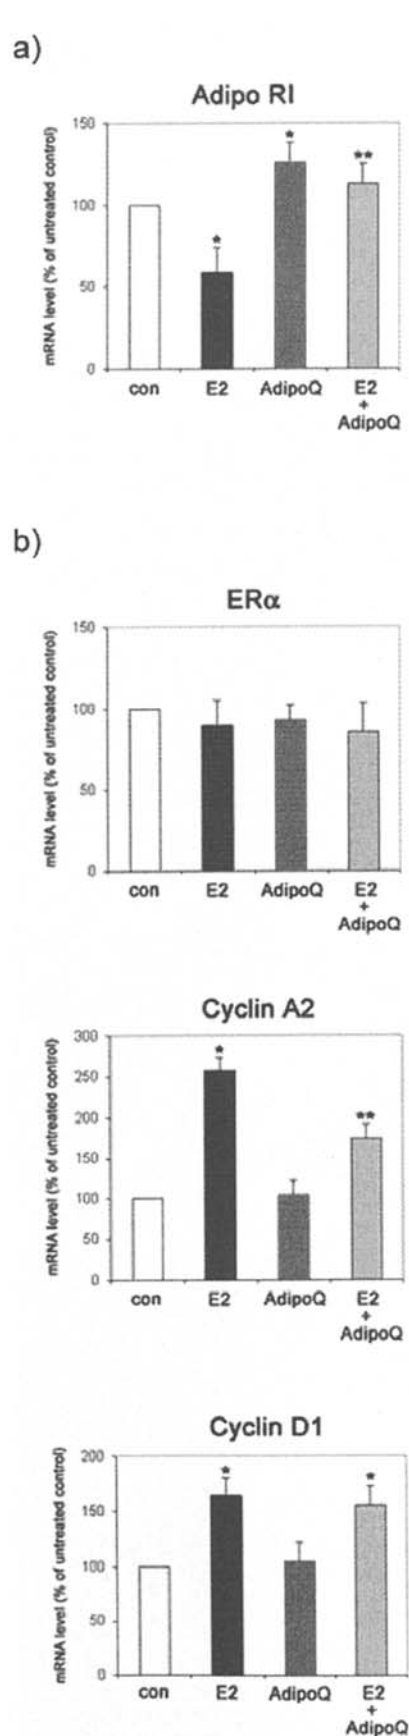 a)
Adipo RI
mRNA level (% of untreated control)
150
*
**
100
*
50
0
con E2 AdipoQ E2
+
AdipoQ
b)
ERα
mRNA level (% of untreated control)
150
100
50
0
con E2 AdipoQ E2
+
AdipoQ
Cyclin A2
mRNA level (% of untreated control)
300
*
250
200
**
150
100
50
0
con E2 AdipoQ E2
+
AdipoQ
Cyclin D1
mRNA level (% of untreated control)
200
* *
150
100
50
0
con E2 AdipoQ E2
+
AdipoQ